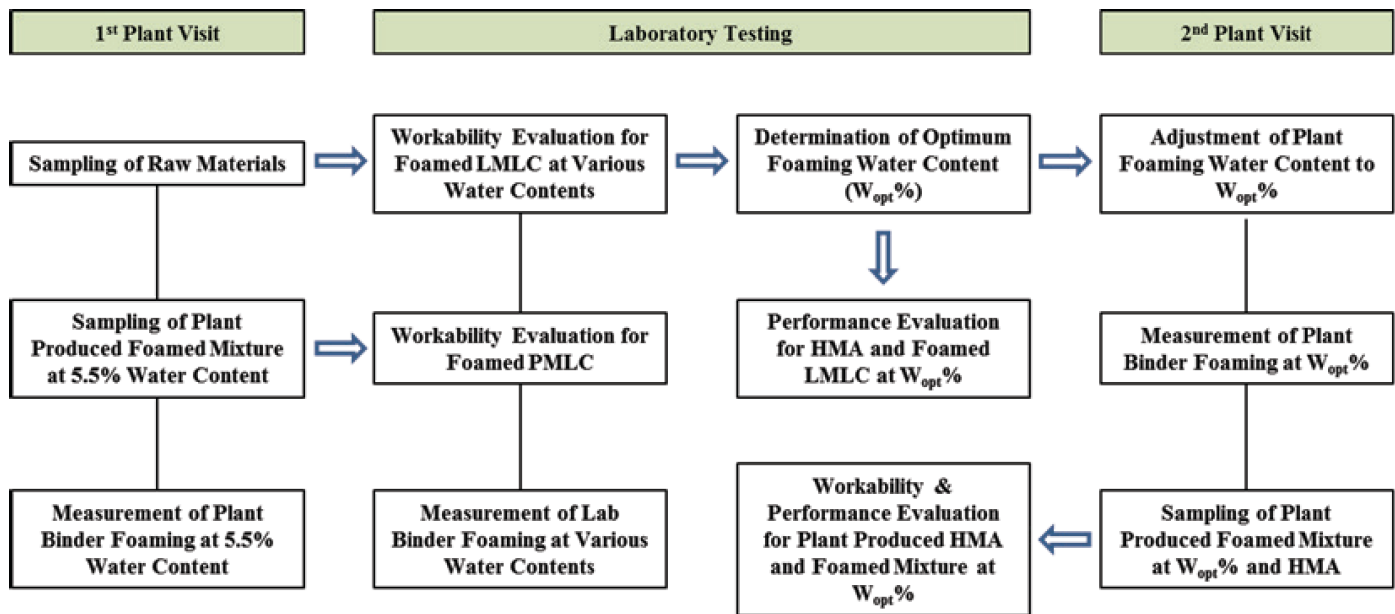 1st Plant Visit
Laboratory Testing
2nd Plant Visit
Sampling of Raw Materials
Workability Evaluation for
Foamed LMLC at Various
Water Contents
Determination of Optimum
Foaming Water Content
(Wopt%)
Adjustment of Plant
Foaming Water Content to
Wopt%
Sampling of Plant
Produced Foamed Mixture
at 5.5% Water Content
Workability Evaluation for
Foamed PMLC
Performance Evaluation
for HMA and Foamed
LMLC at Wopt%
Measurement of Plant
Binder Foaming at Wopt%
Measurement of Plant
Binder Foaming at 5.5%
Water Content
Measurement of Lab
Binder Foaming at Various
Water Contents
Workability &
Performance Evaluation
for Plant Produced HMA
and Foamed Mixture at
Wopt%
Sampling of Plant
Produced Foamed Mixture
at Wopt% and HMA